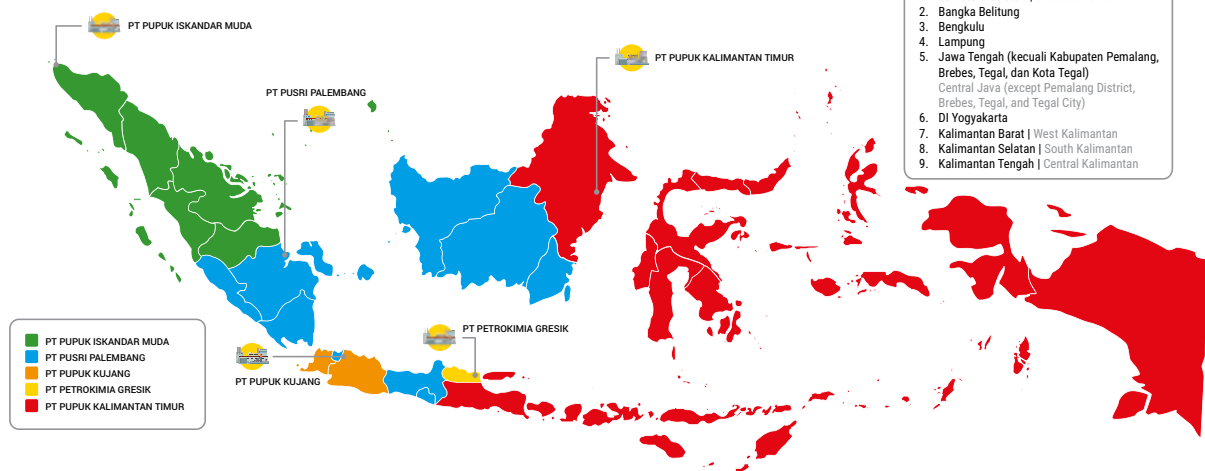 PT PUPUK ISKANDAR MUDA
PT PUSRI PALEMBANG
PT PUPUK KALIMANTAN TIMUR
2. Bangka Belitung
3. Bengkulu
4. Lampung
5. Jawa Tengah (kecuali Kabupaten Pemalang,
Brebes, Tegal, dan Kota Tegal)
Central Java (except Pemalang District,
Brebes, Tegal, and Tegal City)
6. DI Yogyakarta
7. Kalimantan Barat | West Kalimantan
8. Kalimantan Selatan | South Kalimantan
9. Kalimantan Tengah | Central Kalimantan
PT PETROKIMIA GRESIK
PT PUPUK KUJANG
PT PUPUK ISKANDAR MUDA
PT PUSRI PALEMBANG
PT PUPUK KUJANG
PT PETROKIMIA GRESIK
PT PUPUK KALIMANTAN TIMUR